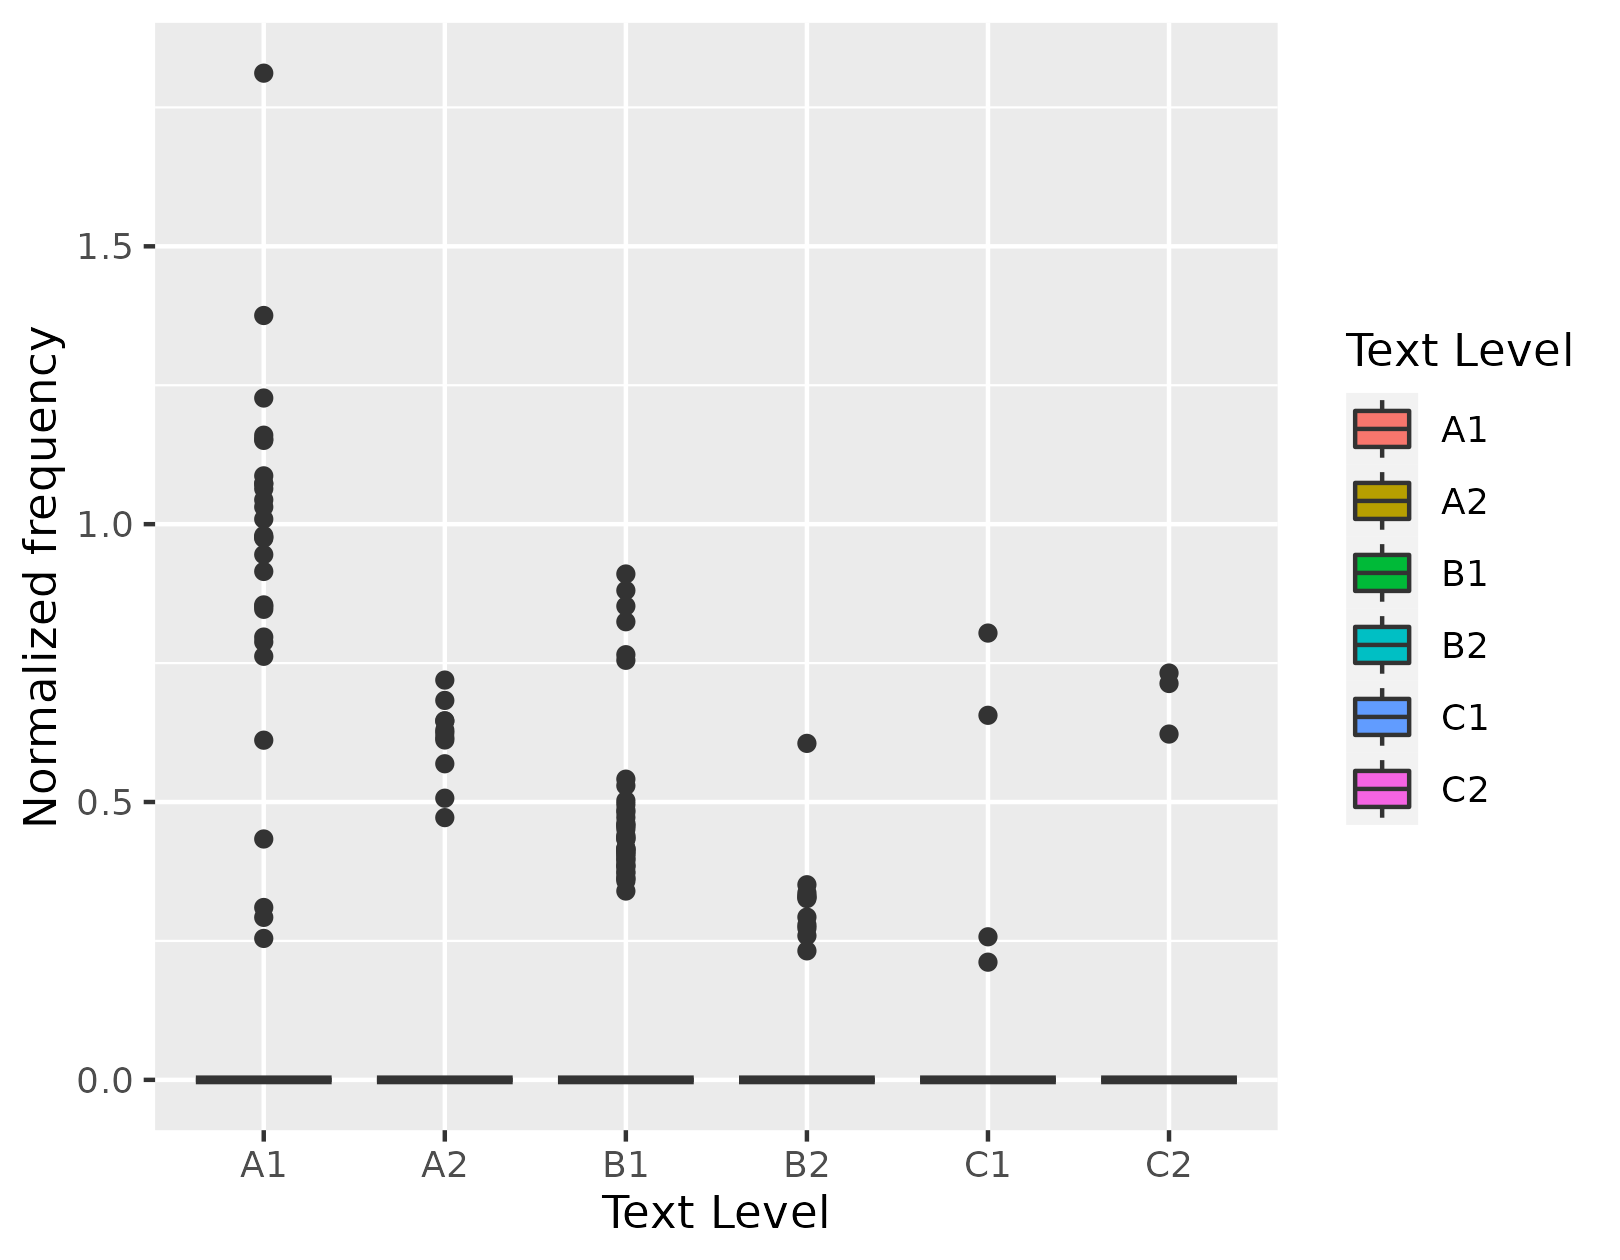 Normalized frequency
1.5
1.0
0.5
0.0
A1 A2 B1 B2 C1 C2
Text Level
Text Level
A1
A2
B1
B2
C1
C2